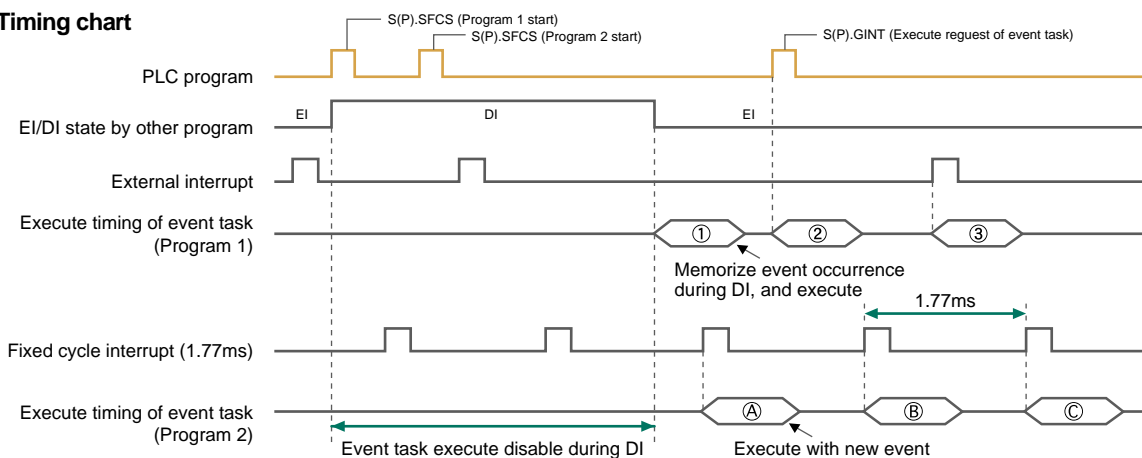 Timing chart
S(P).SFCS (Program 1 start)
S(P).SFCS (Program 2 start)
S(P).GINT (Execute reguest of event task)
PLC program
EI
DI
EI
EI/DI state by other program
External interrupt
Execute timing of event task
(Program 1)
①
②
③
Memorize event occurrence
during DI, and execute
1.77ms
Fixed cycle interrupt (1.77ms)
Execute timing of event task
(Program 2)
Ⓐ
Ⓑ
Ⓒ
Event task execute disable during DI
Execute with new event